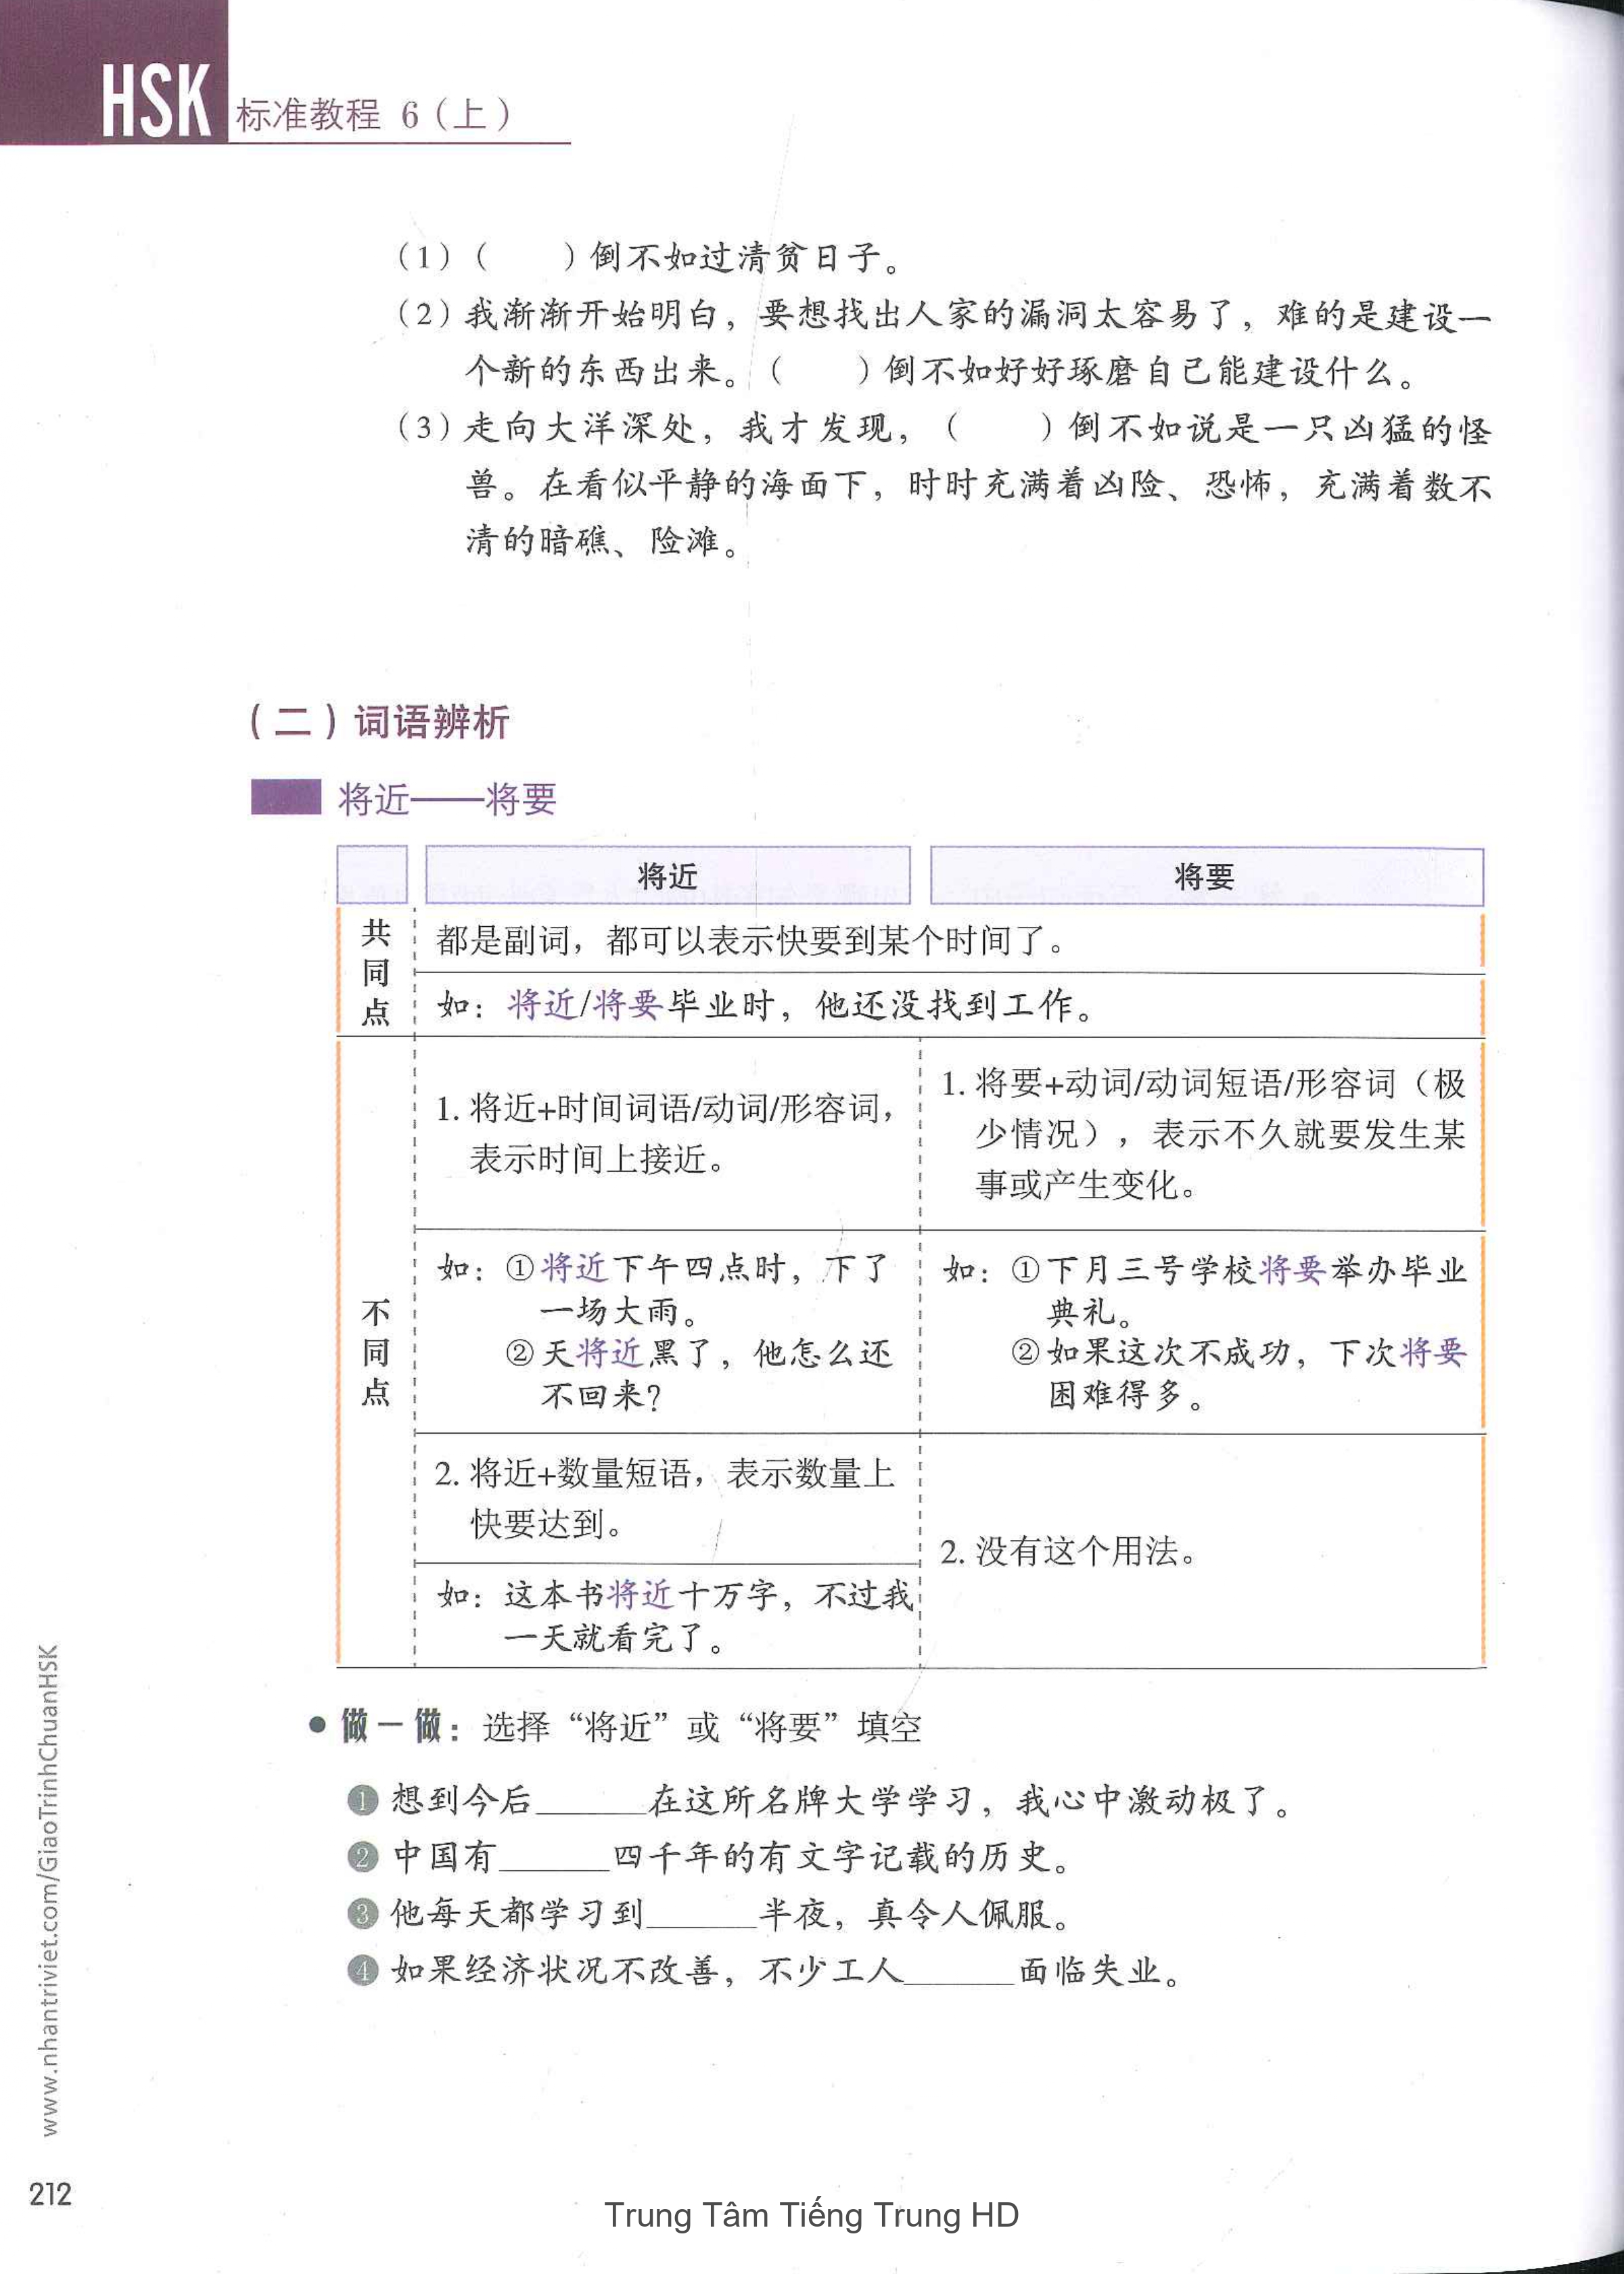 HSK 标准教程 6（上）
（1）（　　）倒不如过清贫日子。
（2）我渐渐开始明白，要想找出人家的漏洞太容易了，难的是建设一
个新的东西出来。（　　）倒不如好好琢磨自己能建设什么。
（3）走向大洋深处，我才发现，（　　）倒不如说是一只凶猛的怪
兽。在看似平静的海面下，时时充满着凶险、恐怖，充满着数不
清的暗礁、险滩。
（二）词语辨析
将近——将要
将近 将要
共同点
都是副词，都可以表示快要到某个时间了。
如：将近/将要毕业时，他还没找到工作。
不同点
1. 将近+时间词语/动词/形容词，
表示时间上接近。
1. 将要+动词/动词短语/形容词（极
少情况），表示不久就要发生某
事或产生变化。
如：①将近下午四点时，下了
一场大雨。
②天将近黑了，他怎么还
不回来？
如：①下月三号学校将要举办毕业
典礼。
②如果这次不成功，下次将要
困难得多。
2. 将近+数量短语，表示数量上
快要达到。
如：这本书将近十万字，不过我
一天就看完了。
2. 没有这个用法。
● 做一做：选择“将近”或“将要”填空
❶ 想到今后______在这所名牌大学学习，我心中激动极了。
❷ 中国有______四千年的有文字记载的历史。
❸ 他每天都学习到______半夜，真令人佩服。
❹ 如果经济状况不改善，不少工人______面临失业。
www.nhantriviet.com/GiaoTrinhChuanHSK
212
Trung Tâm Tiếng Trung HD